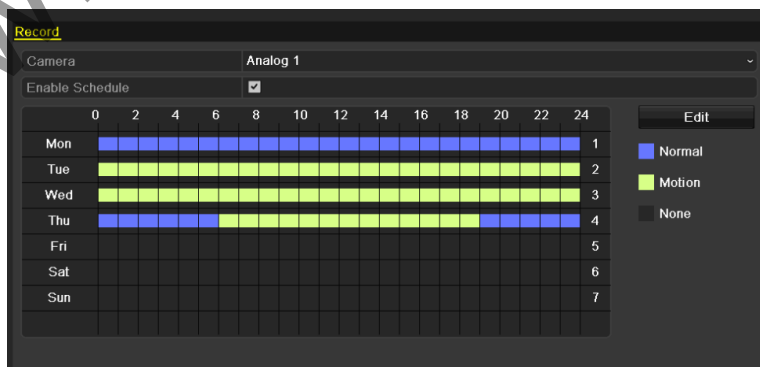 Record
Camera Analog 1
Enable Schedule
0 2 4 6 8 10 12 14 16 18 20 22 24
Edit
Mon 1
Normal
Tue 2
Motion
Wed 3
None
Thu 4
Fri 5
Sat 6
Sun 7